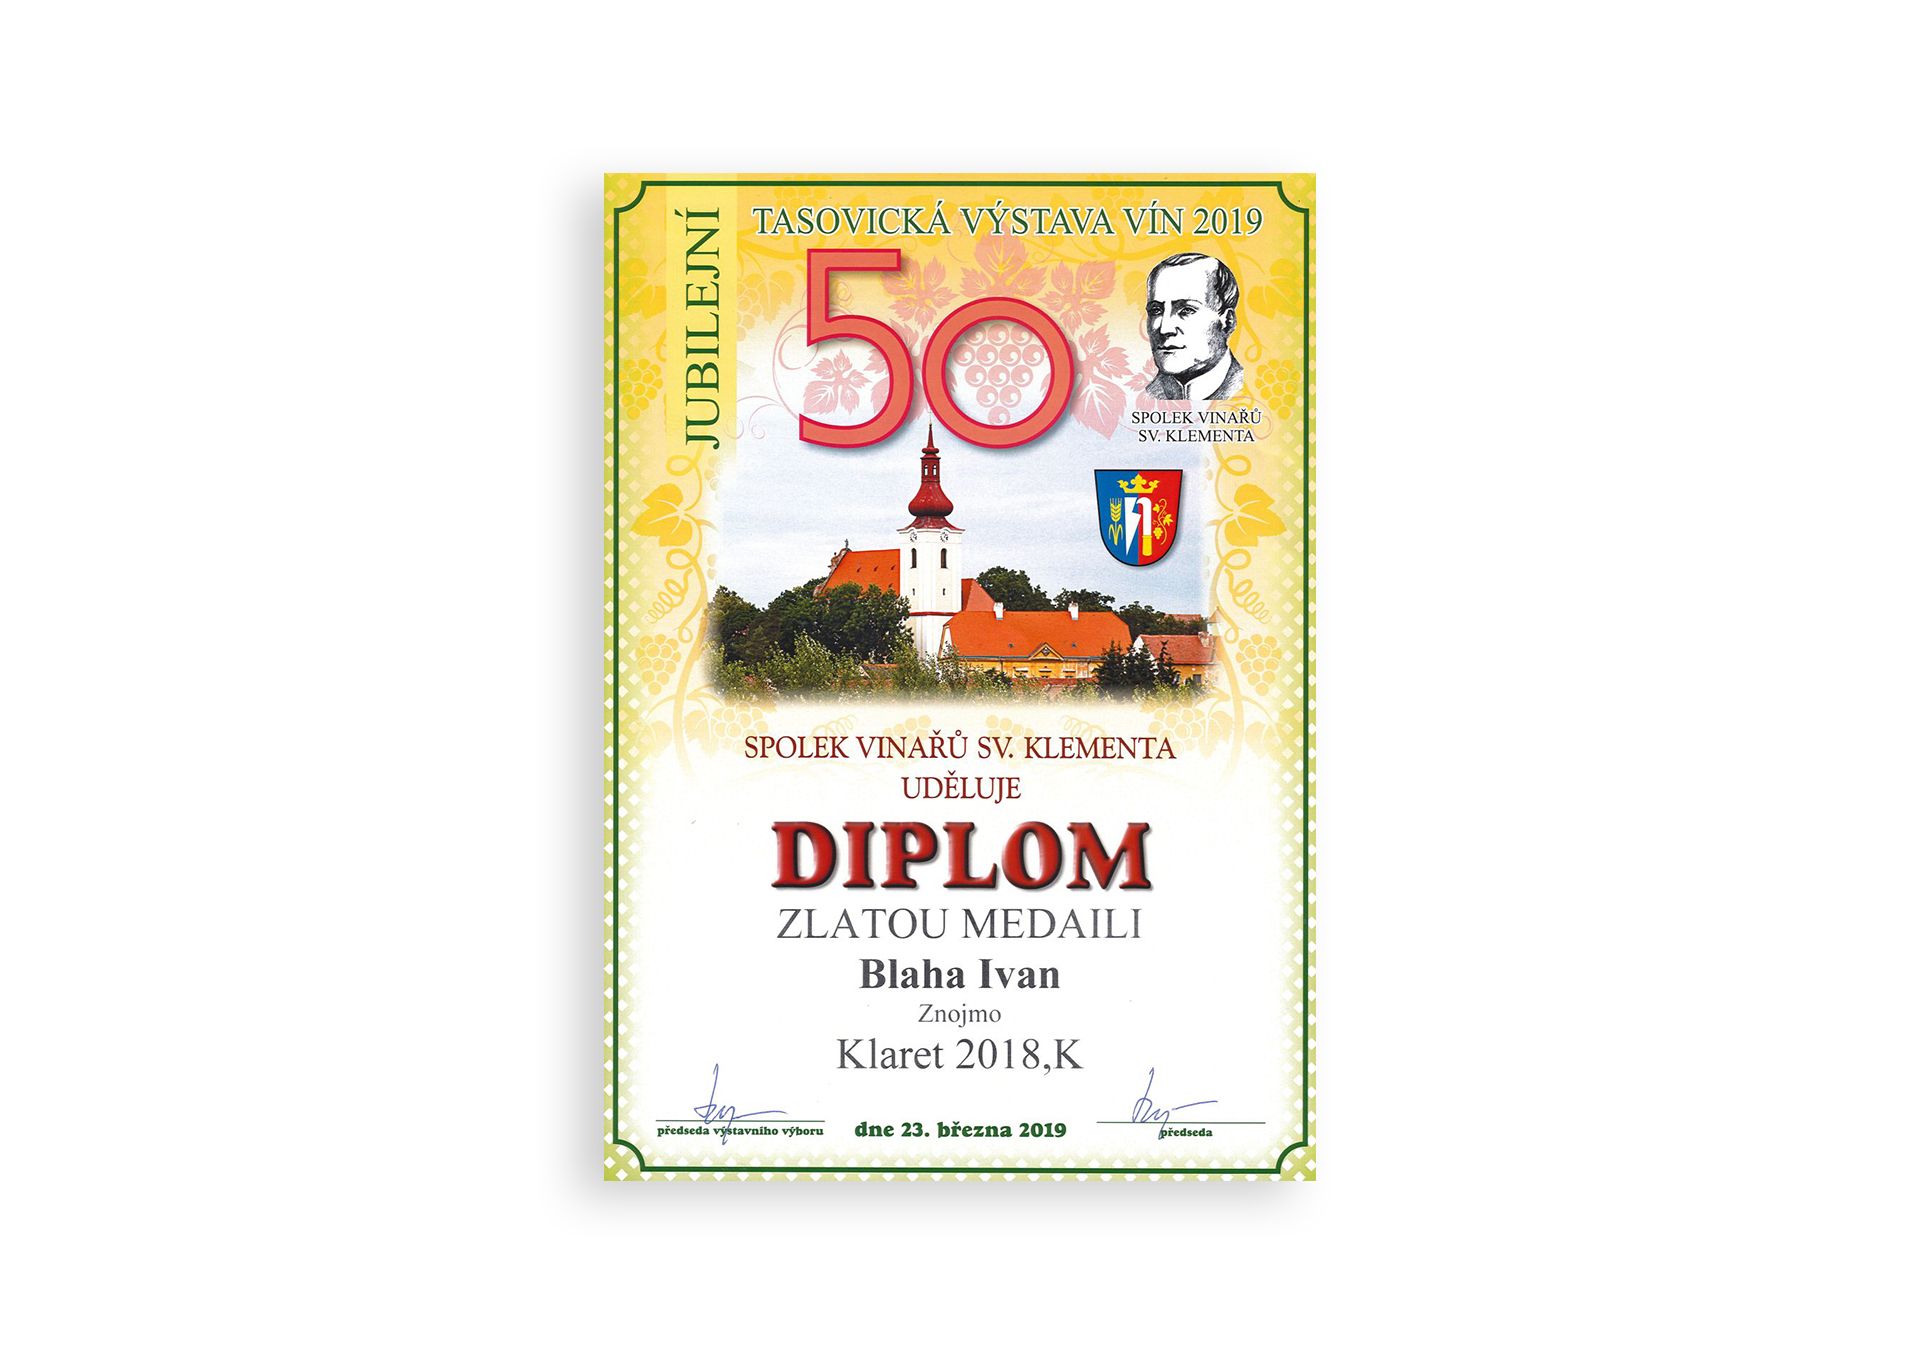 JUBILEJNÍ
TASOVICKÁ VÝSTAVA VÍN 2019
50
SPOLEK VINAŘŮ
SV. KLEMENTA
SPOLEK VINAŘŮ SV. KLEMENTA
UDĚLUJE
DIPLOM
ZLATOU MEDAILI
Blaha Ivan
Znojmo
Klaret 2018,K
předseda výstavního výboru
dne 23. března 2019
předseda